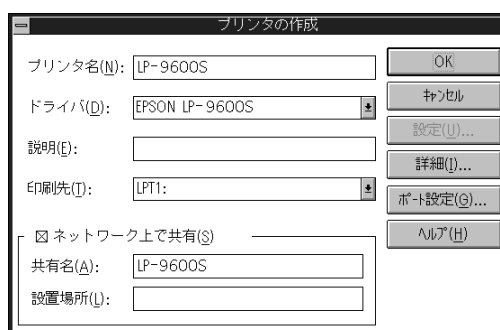 プリンタの作成
プリンタ名(N): LP-9600S
ドライバ(D): EPSON LP-9600S
説明(E):
印刷先(T): LPT1:
☒ ネットワーク上で共有(S)
共有名(A): LP-9600S
設置場所(L):
OK
キャンセル
設定(U)...
詳細(I)...
ポート設定(G)...
ヘルプ(H)